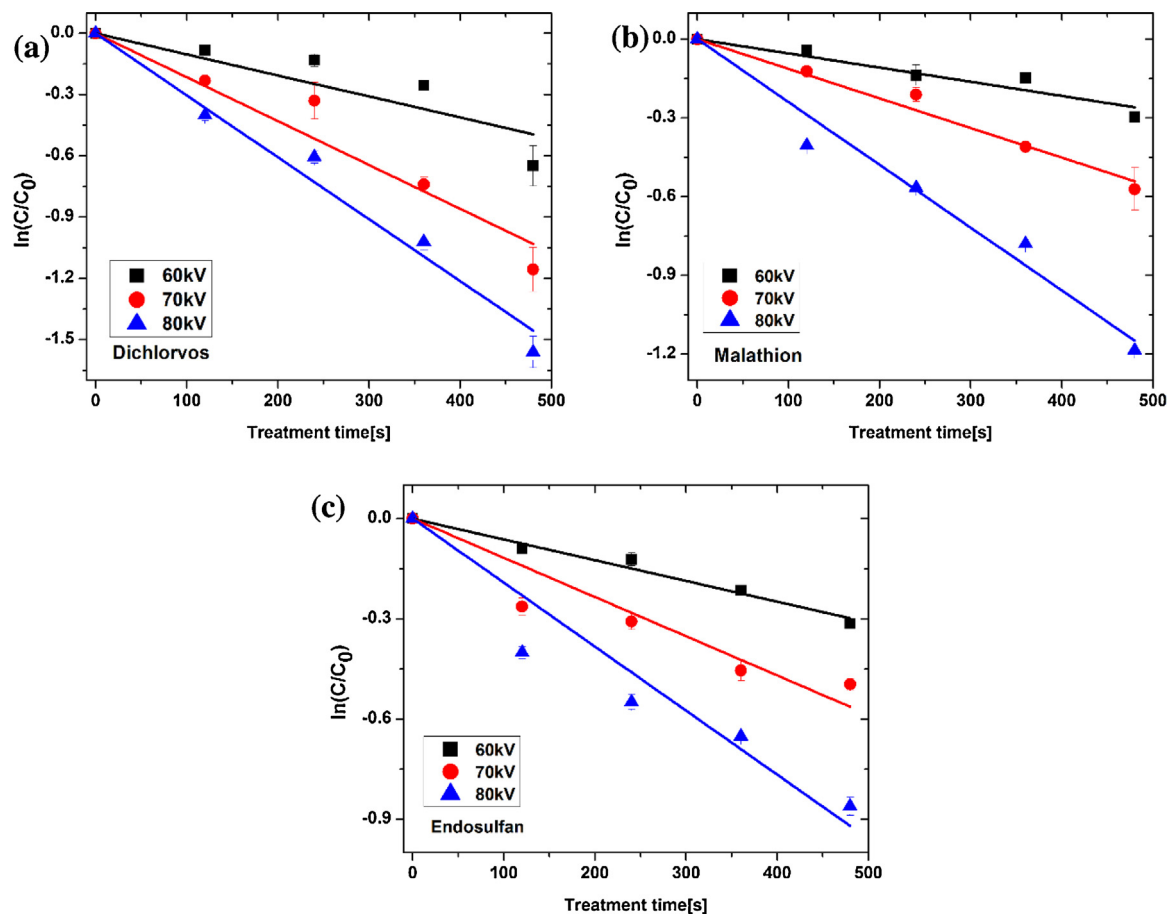 (a)
ln(C/C0)
0.0
-0.3
-0.6
-0.9
-1.2
-1.5
60kV
70kV
80kV
Dichlorvos
0 100 200 300 400 500
Treatment time[s]
(b)
ln(C/C0)
0.0
-0.3
-0.6
-0.9
-1.2
60kV
70kV
80kV
Malathion
0 100 200 300 400 500
Treatment time[s]
(c)
ln(C/C0)
0.0
-0.3
-0.6
-0.9
60kV
70kV
80kV
Endosulfan
0 100 200 300 400 500
Treatment time[s]